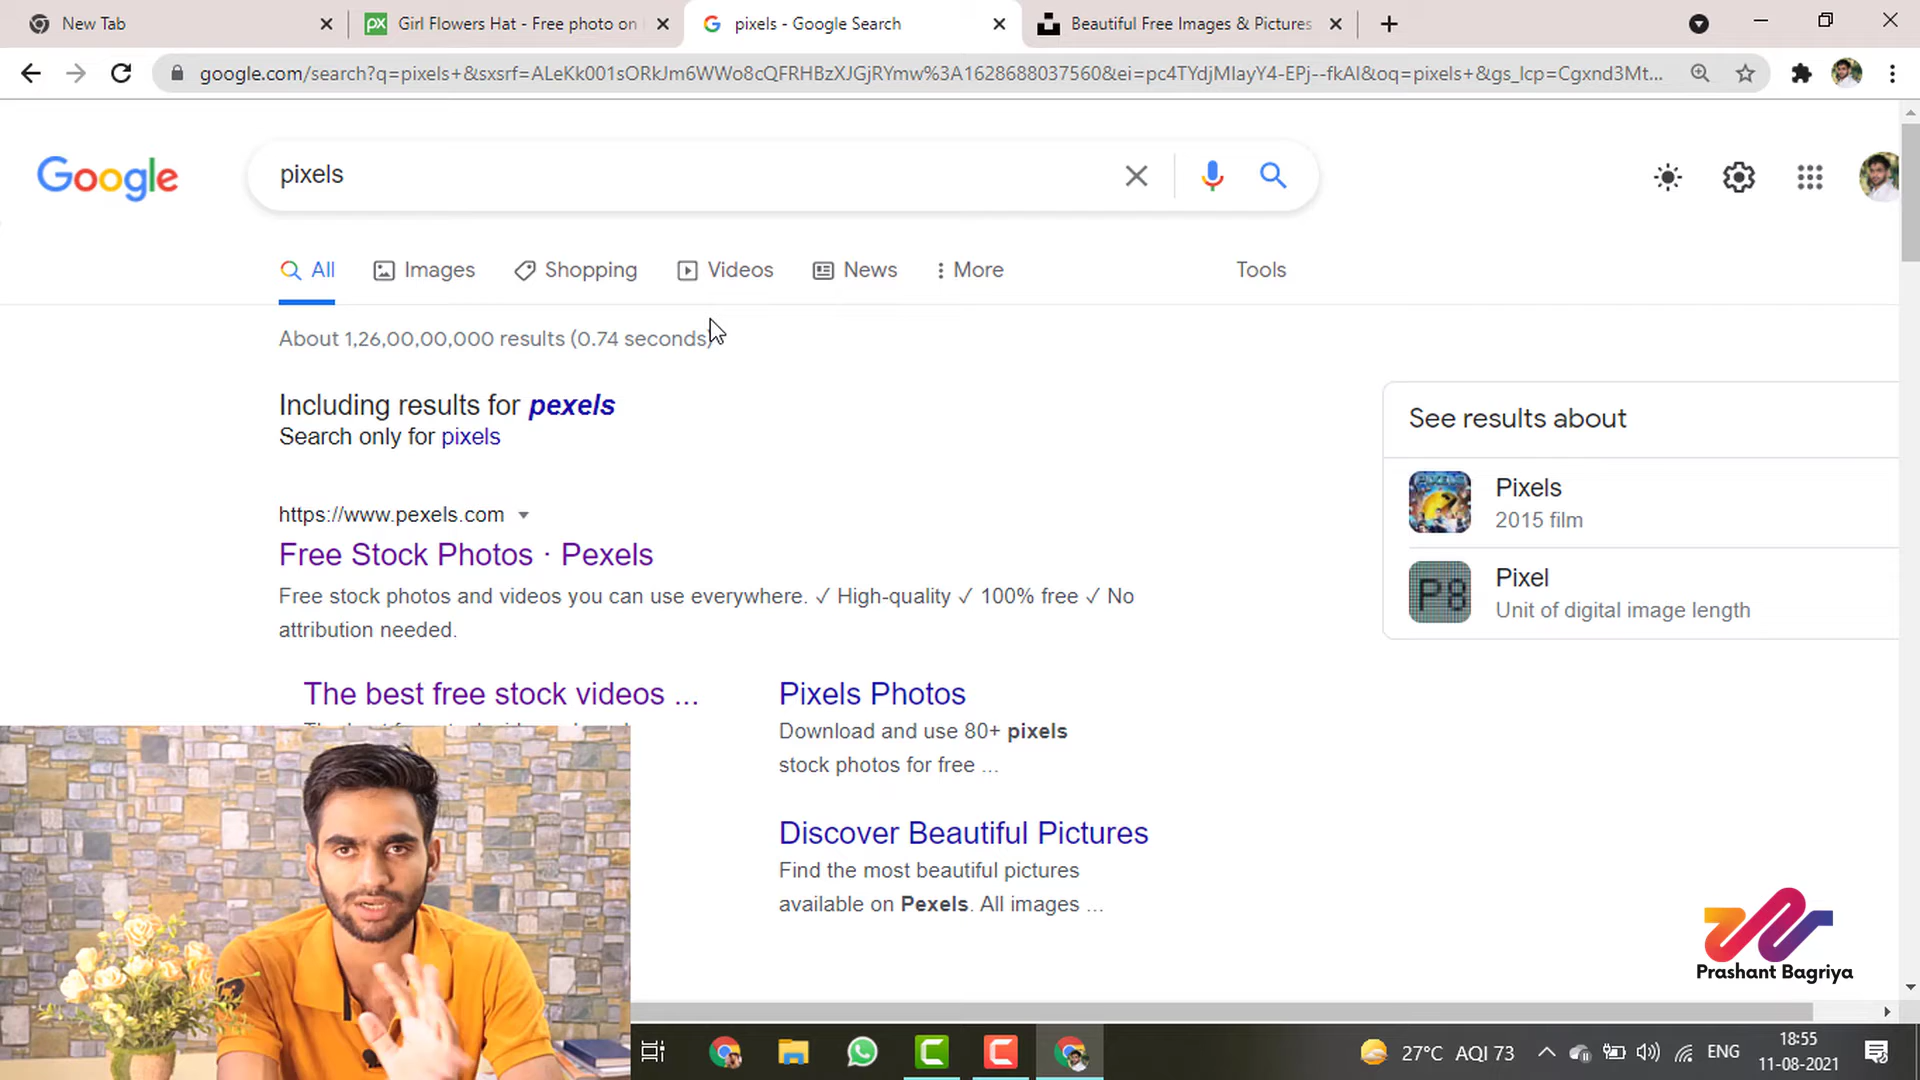 New Tab
Girl Flowers Hat - Free photo on
pixels - Google Search
Beautiful Free Images & Pictures
google.com/search?q=pixels+&sxsrf=ALeKk001sORkJm6WWo8cQFRHBzXJGjRYmw%3A1628688037560&ei=pc4TYdjMIayY4-EPj--fkAI&oq=pixels+&gs_lcp=Cgxnd3Mt...
Google
pixels
All
Images
Shopping
Videos
News
More
Tools
About 1,26,00,00,000 results (0.74 seconds)
Including results for pexels
Search only for pixels
See results about
Pixels
2015 film
Pixel
Unit of digital image length
https://www.pexels.com
Free Stock Photos · Pexels
Free stock photos and videos you can use everywhere. ✓ High-quality ✓ 100% free ✓ No
attribution needed.
The best free stock videos ...
Pixels Photos
Download and use 80+ pixels
stock photos for free ...
Discover Beautiful Pictures
Find the most beautiful pictures
available on Pexels. All images ...
Prashant Bagriya
27°C AQI 73
ENG
18:55
11-08-2021